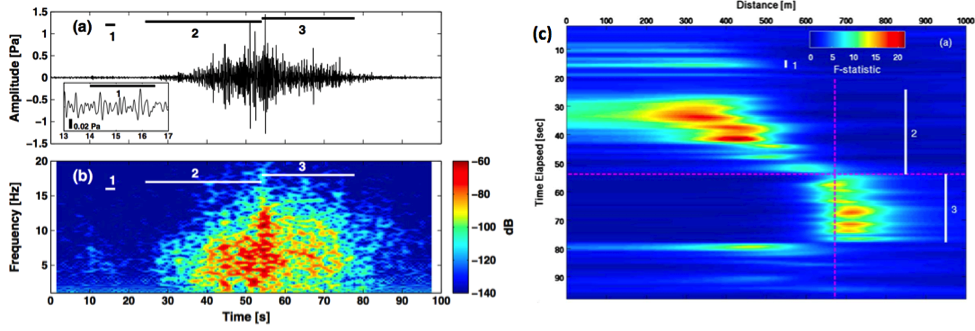 (a)
1
2
3
1.5
1
0.5
0
-0.5
-1
-1.5
Amplitude [Pa]
1
0.02 Pa
13 14 15 16 17
(b)
1
2
3
20
15
10
5
Frequency [Hz]
0 10 20 30 40 50 60 70 80 90 100
Time [s]
-60
-80
-100
-120
-140
dB
(c)
Distance [m]
0 100 200 300 400 500 600 700 800 900 1000
0 5 10 15 20
F-statistic
(a)
1
2
3
10
20
30
40
50
60
70
80
90
Time Elapsed [sec]